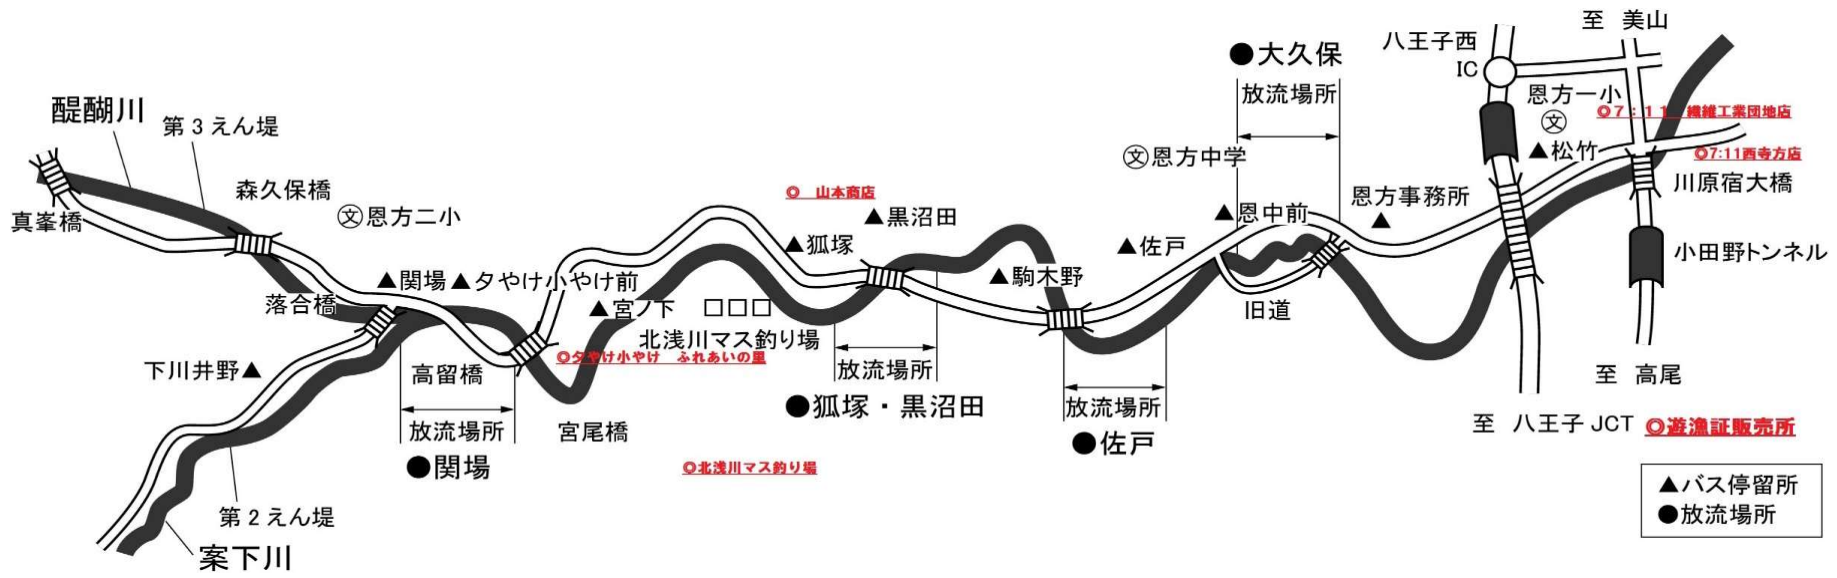 至 美山
八王子西
IC
●大久保
放流場所
恩方一小
文
◎7:11 繊維工業団地店
醍醐川
第3えん堤
文恩方中学
▲松竹
◎7:11西寺方店
川原宿大橋
森久保橋
文恩方二小
真峯橋
◎ 山本商店
▲黒沼田
▲狐塚
▲恩中前
恩方事務所
▲
▲佐戸
小田野トンネル
▲関場▲夕やけ小やけ前
▲駒木野
落合橋
▲宮ノ下 □□□
旧道
北浅川マス釣り場
◎夕やけ小やけ ふれあいの里
下川井野▲
高留橋
放流場所
至 高尾
●狐塚・黒沼田
放流場所
放流場所
宮尾橋
●佐戸
至 八王子JCT
◎遊漁証販売所
●関場
◎北浅川マス釣り場
▲バス停留所
●放流場所
第2えん堤
案下川